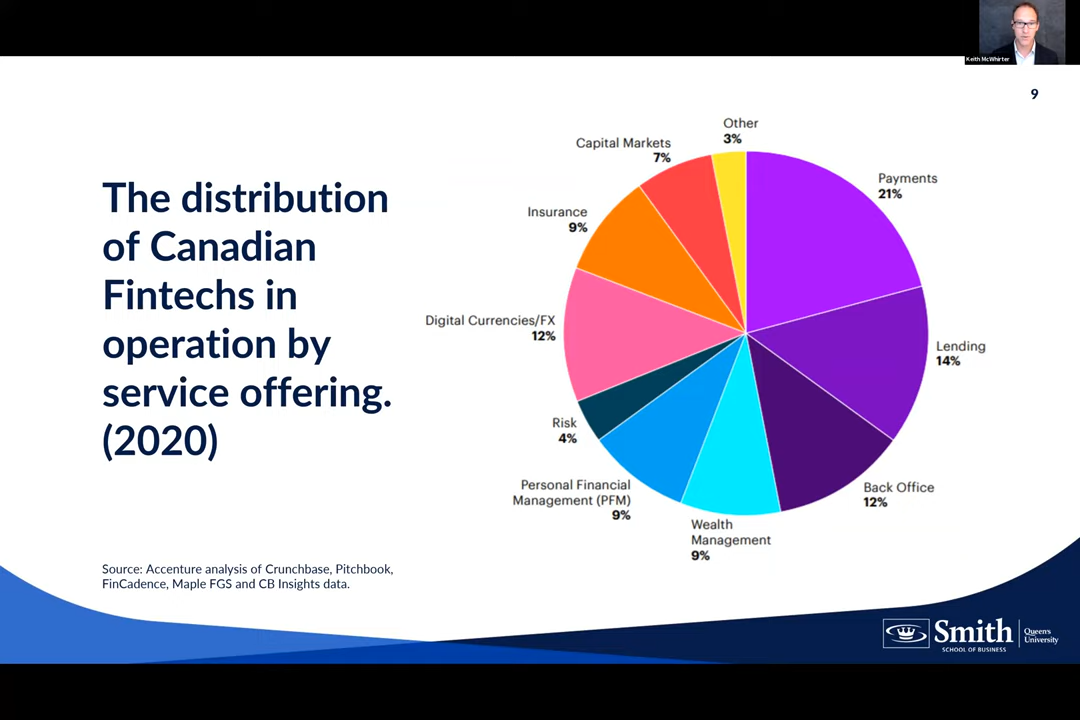 Keith McWhirter
9
The distribution
of Canadian
Fintechs in
operation by
service offering.
(2020)
Other
3%
Capital Markets
7%
Payments
21%
Insurance
9%
Digital Currencies/FX
12%
Lending
14%
Risk
4%
Personal Financial
Management (PFM)
9%
Back Office
12%
Wealth
Management
9%
Source: Accenture analysis of Crunchbase, Pitchbook,
FinCadence, Maple FGS and CB Insights data.
Smith
SCHOOL OF BUSINESS
Queen's
University